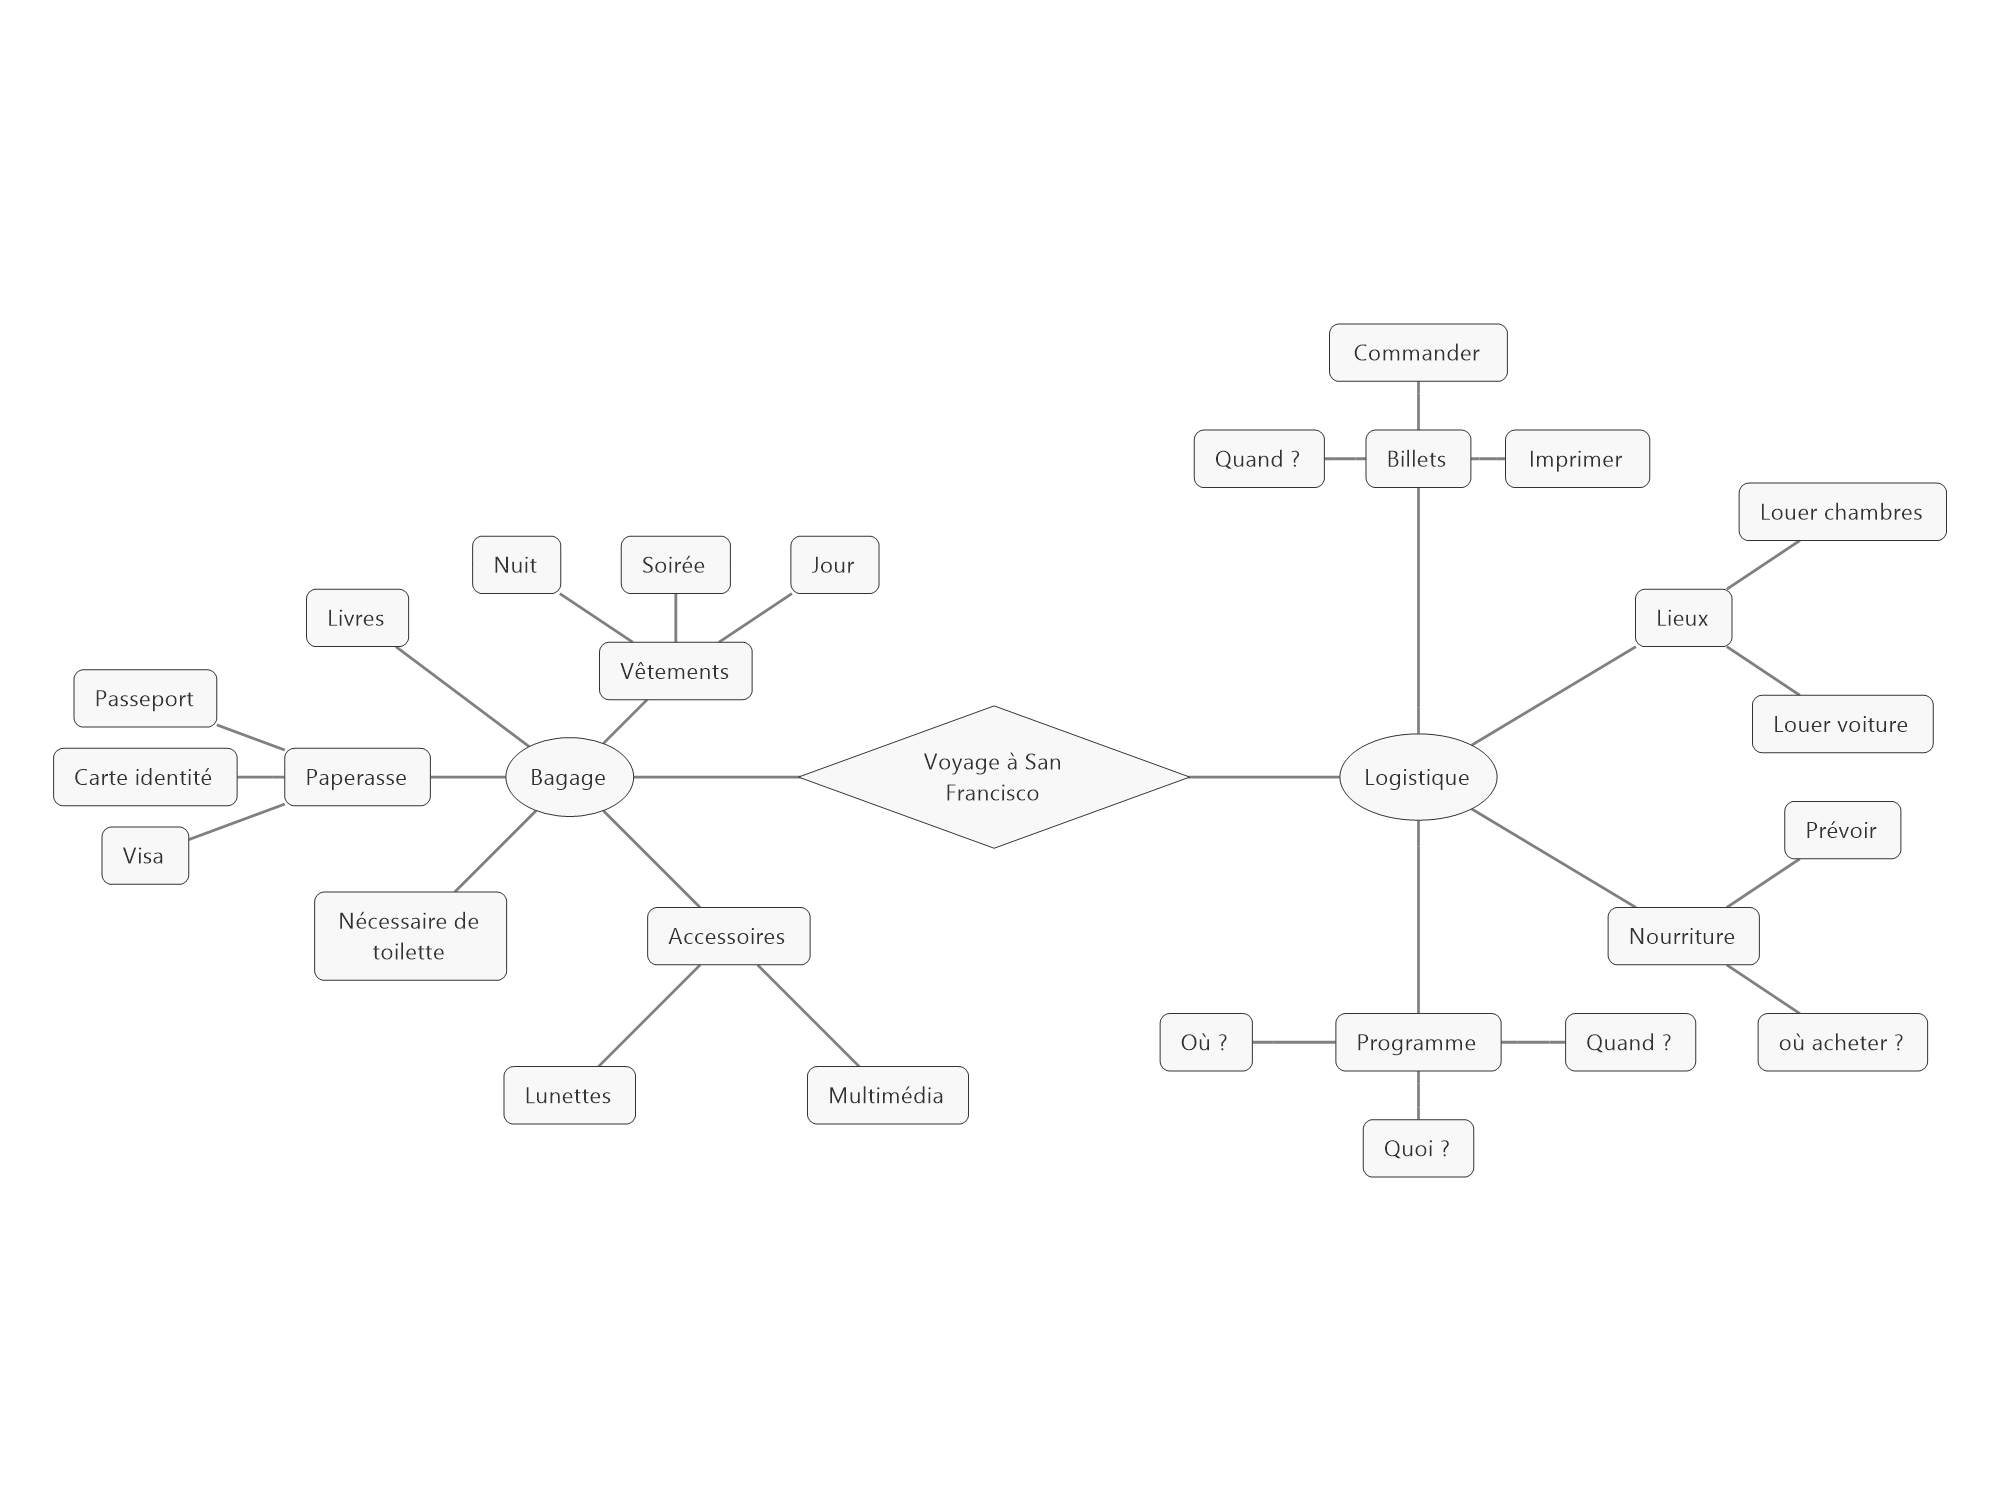 Commander
Quand ?
Billets
Imprimer
Louer chambres
Nuit
Soirée
Jour
Livres
Lieux
Vêtements
Passeport
Louer voiture
Carte identité
Paperasse
Bagage
Voyage à San
Francisco
Logistique
Visa
Prévoir
Nécessaire de
toilette
Accessoires
Nourriture
Où ?
Programme
Quand ?
où acheter ?
Lunettes
Multimédia
Quoi ?